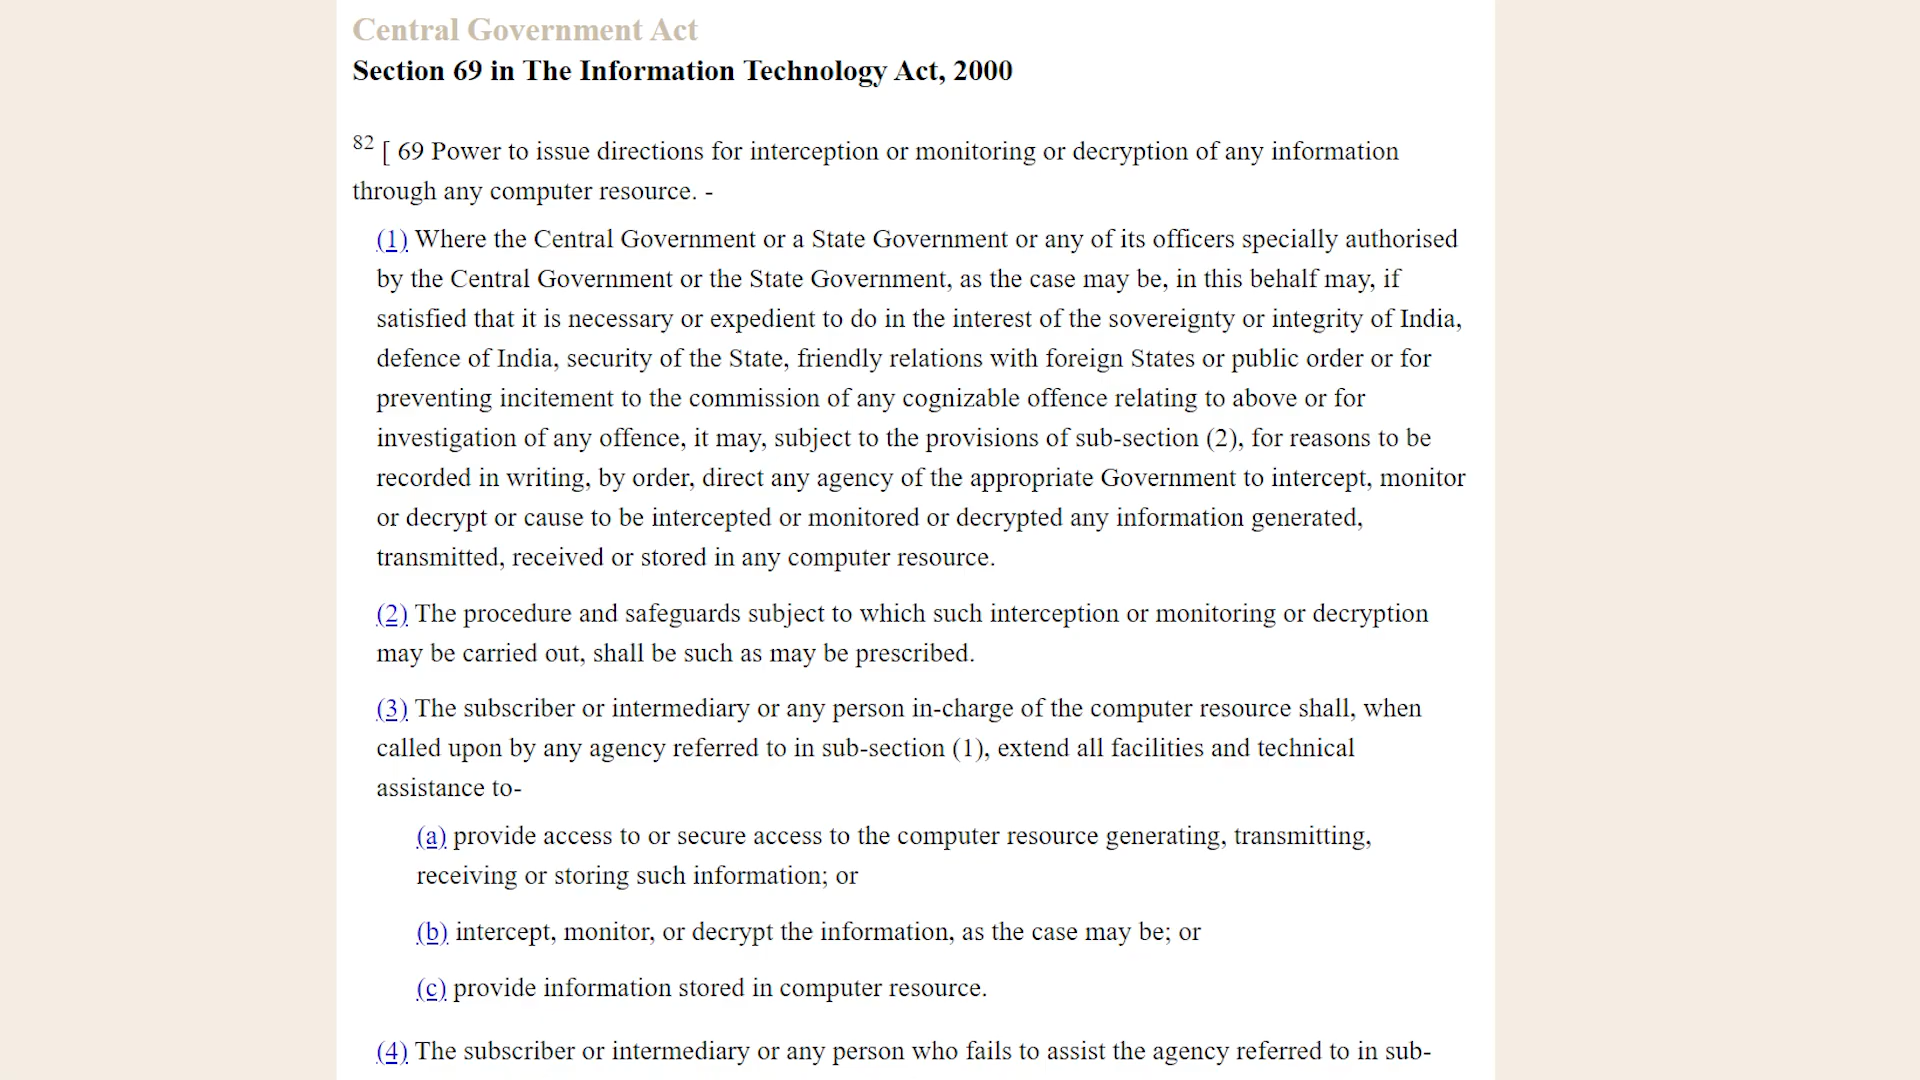 Central Government Act
Section 69 in The Information Technology Act, 2000
82 [ 69 Power to issue directions for interception or monitoring or decryption of any information
through any computer resource. -
(1) Where the Central Government or a State Government or any of its officers specially authorised
by the Central Government or the State Government, as the case may be, in this behalf may, if
satisfied that it is necessary or expedient to do in the interest of the sovereignty or integrity of India,
defence of India, security of the State, friendly relations with foreign States or public order or for
preventing incitement to the commission of any cognizable offence relating to above or for
investigation of any offence, it may, subject to the provisions of sub-section (2), for reasons to be
recorded in writing, by order, direct any agency of the appropriate Government to intercept, monitor
or decrypt or cause to be intercepted or monitored or decrypted any information generated,
transmitted, received or stored in any computer resource.
(2) The procedure and safeguards subject to which such interception or monitoring or decryption
may be carried out, shall be such as may be prescribed.
(3) The subscriber or intermediary or any person in-charge of the computer resource shall, when
called upon by any agency referred to in sub-section (1), extend all facilities and technical
assistance to-
(a) provide access to or secure access to the computer resource generating, transmitting,
receiving or storing such information; or
(b) intercept, monitor, or decrypt the information, as the case may be; or
(c) provide information stored in computer resource.
(4) The subscriber or intermediary or any person who fails to assist the agency referred to in sub-